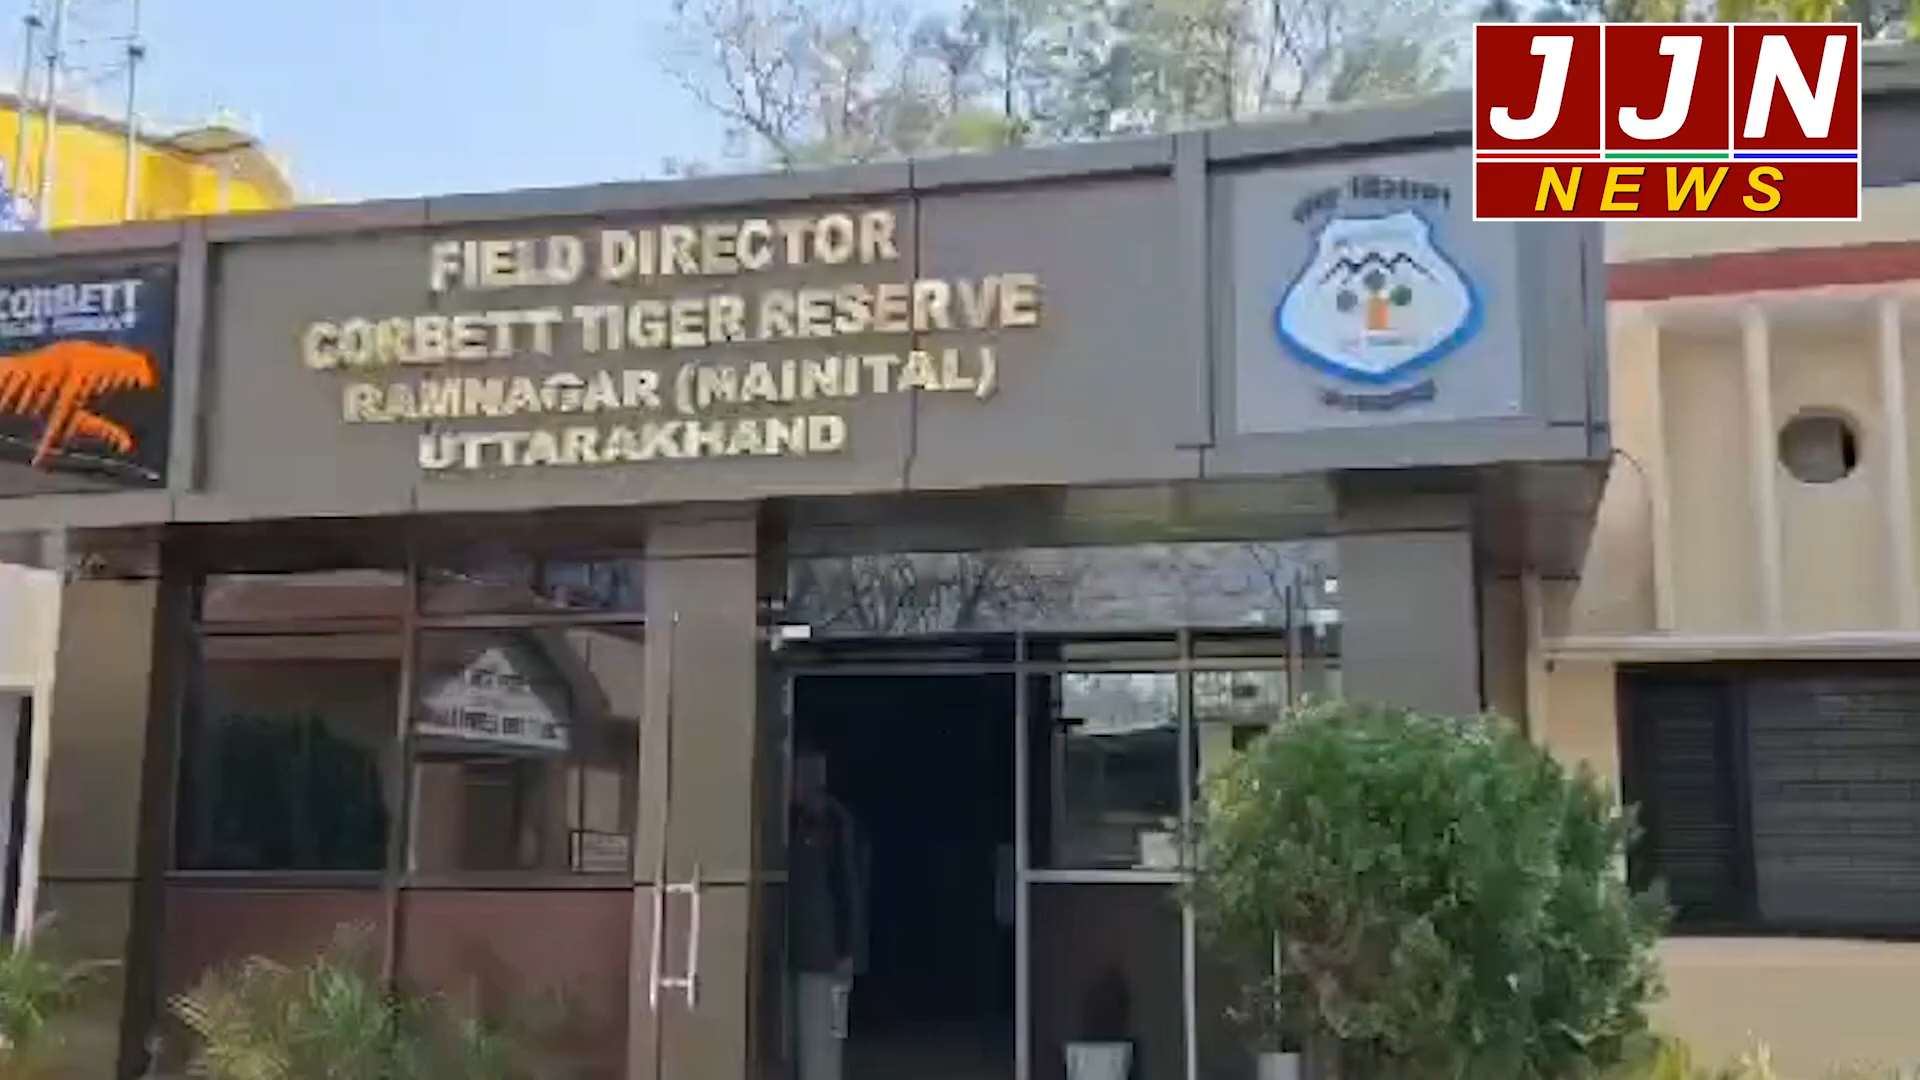 JJN
NEWS
FIELD DIRECTOR
CORBETT TIGER RESERVE
RAMNAGAR (NAINITAL)
UTTARAKHAND
CORBETT